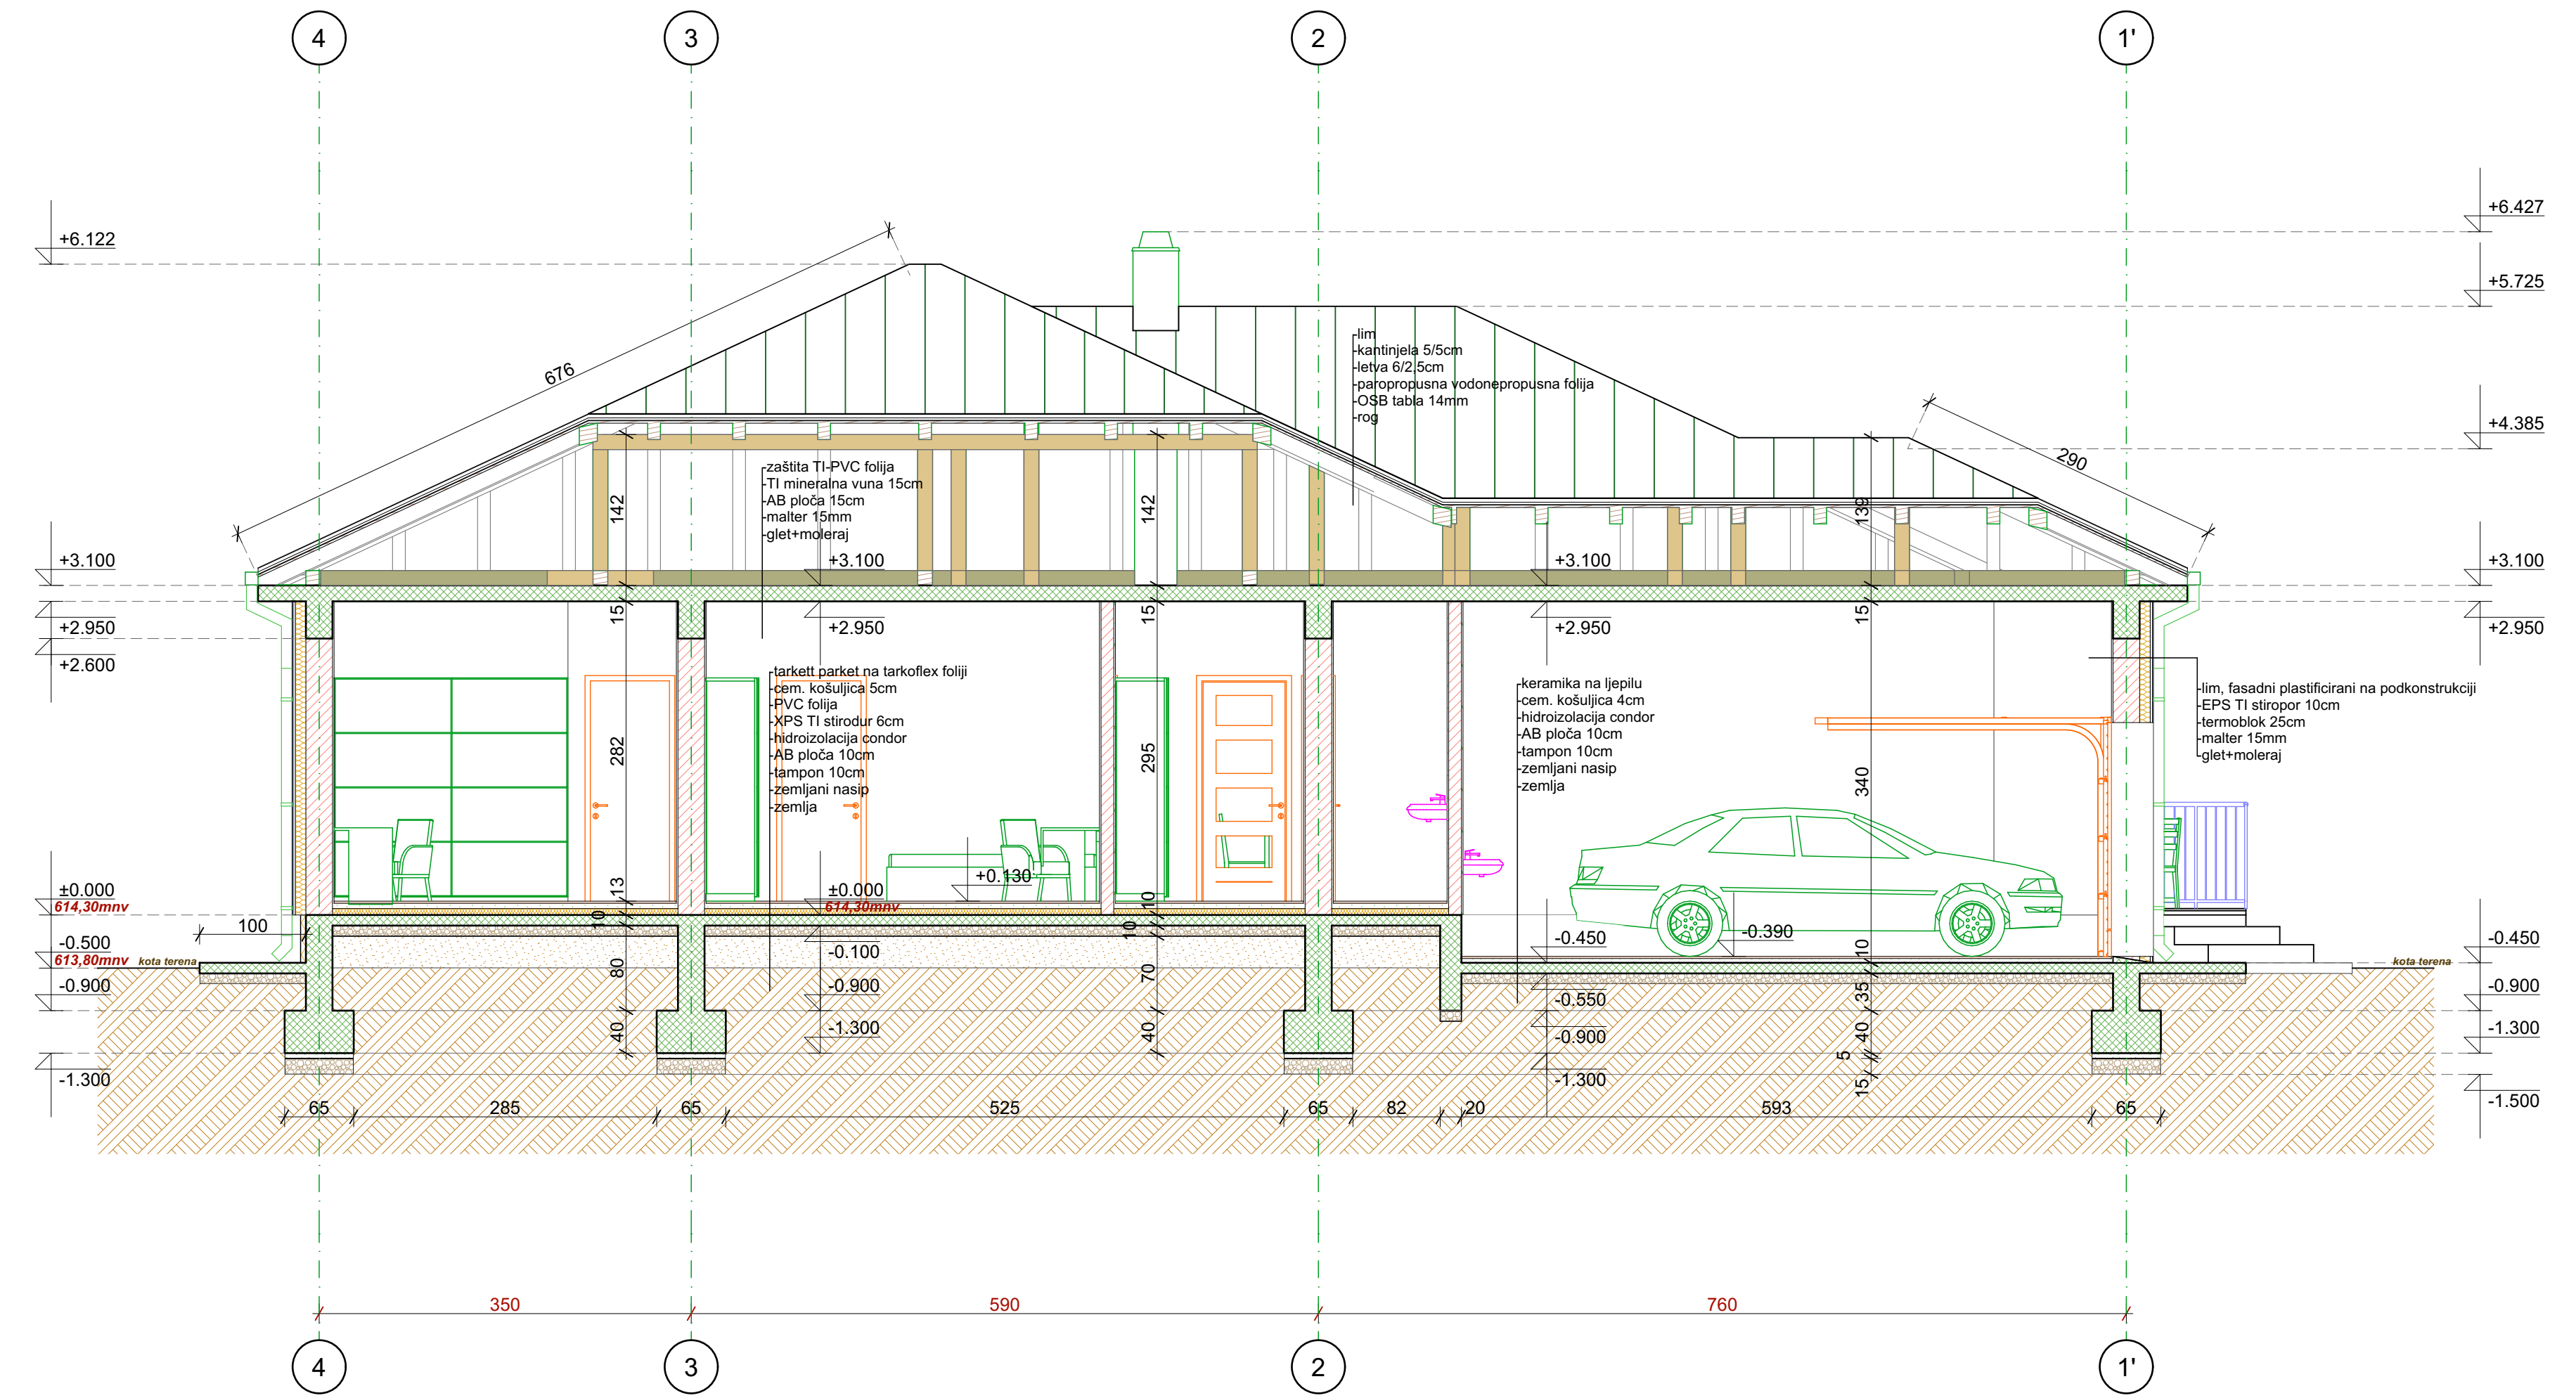 4 3 2 1'
+6.427
+6.122
+5.725
676
lim
-kantinjela 5/5cm
-letva 6/2,5cm
-paropropusna vodonepropusna folija
-OSB tabla 14mm
-rog
+4.385
290
-zaštita TI-PVC folija
-TI mineralna vuna 15cm
-AB ploča 15cm
-malter 15mm
-glet+moleraj
142 142 139
+3.100 +3.100 +3.100 +3.100
15 15 15
+2.950 +2.950 +2.950 +2.950
+2.600
-tarkett parket na tarkoflex foliji
-cem. košuljica 5cm
-PVC folija
-XPS TI stirodur 6cm
-hidroizolacija condor
-AB ploča 10cm
-tampon 10cm
-zemljani nasip
-zemlja
-keramika na ljepilu
-cem. košuljica 4cm
-hidroizolacija condor
-AB ploča 10cm
-tampon 10cm
-zemljani nasip
-zemlja
-lim, fasadni plastificirani na podkonstrukciji
-EPS TI stiropor 10cm
-termoblok 25cm
-malter 15mm
-glet+moleraj
282 295 340
+0.130
±0.000 13 ±0.000 10
614,30mnv 614,30mnv
100 10 10 -0.390
-0.500 -0.100 -0.450 10 -0.450
613,80mnv kota terena kota terena
80 70 35
-0.900 -0.900 -0.550 -0.900
40 -1.300 40 -0.900 40 -1.300
5
-1.300 -1.300 15 -1.500
65 285 65 525 65 82 20 593 65
350 590 760
4 3 2 1'